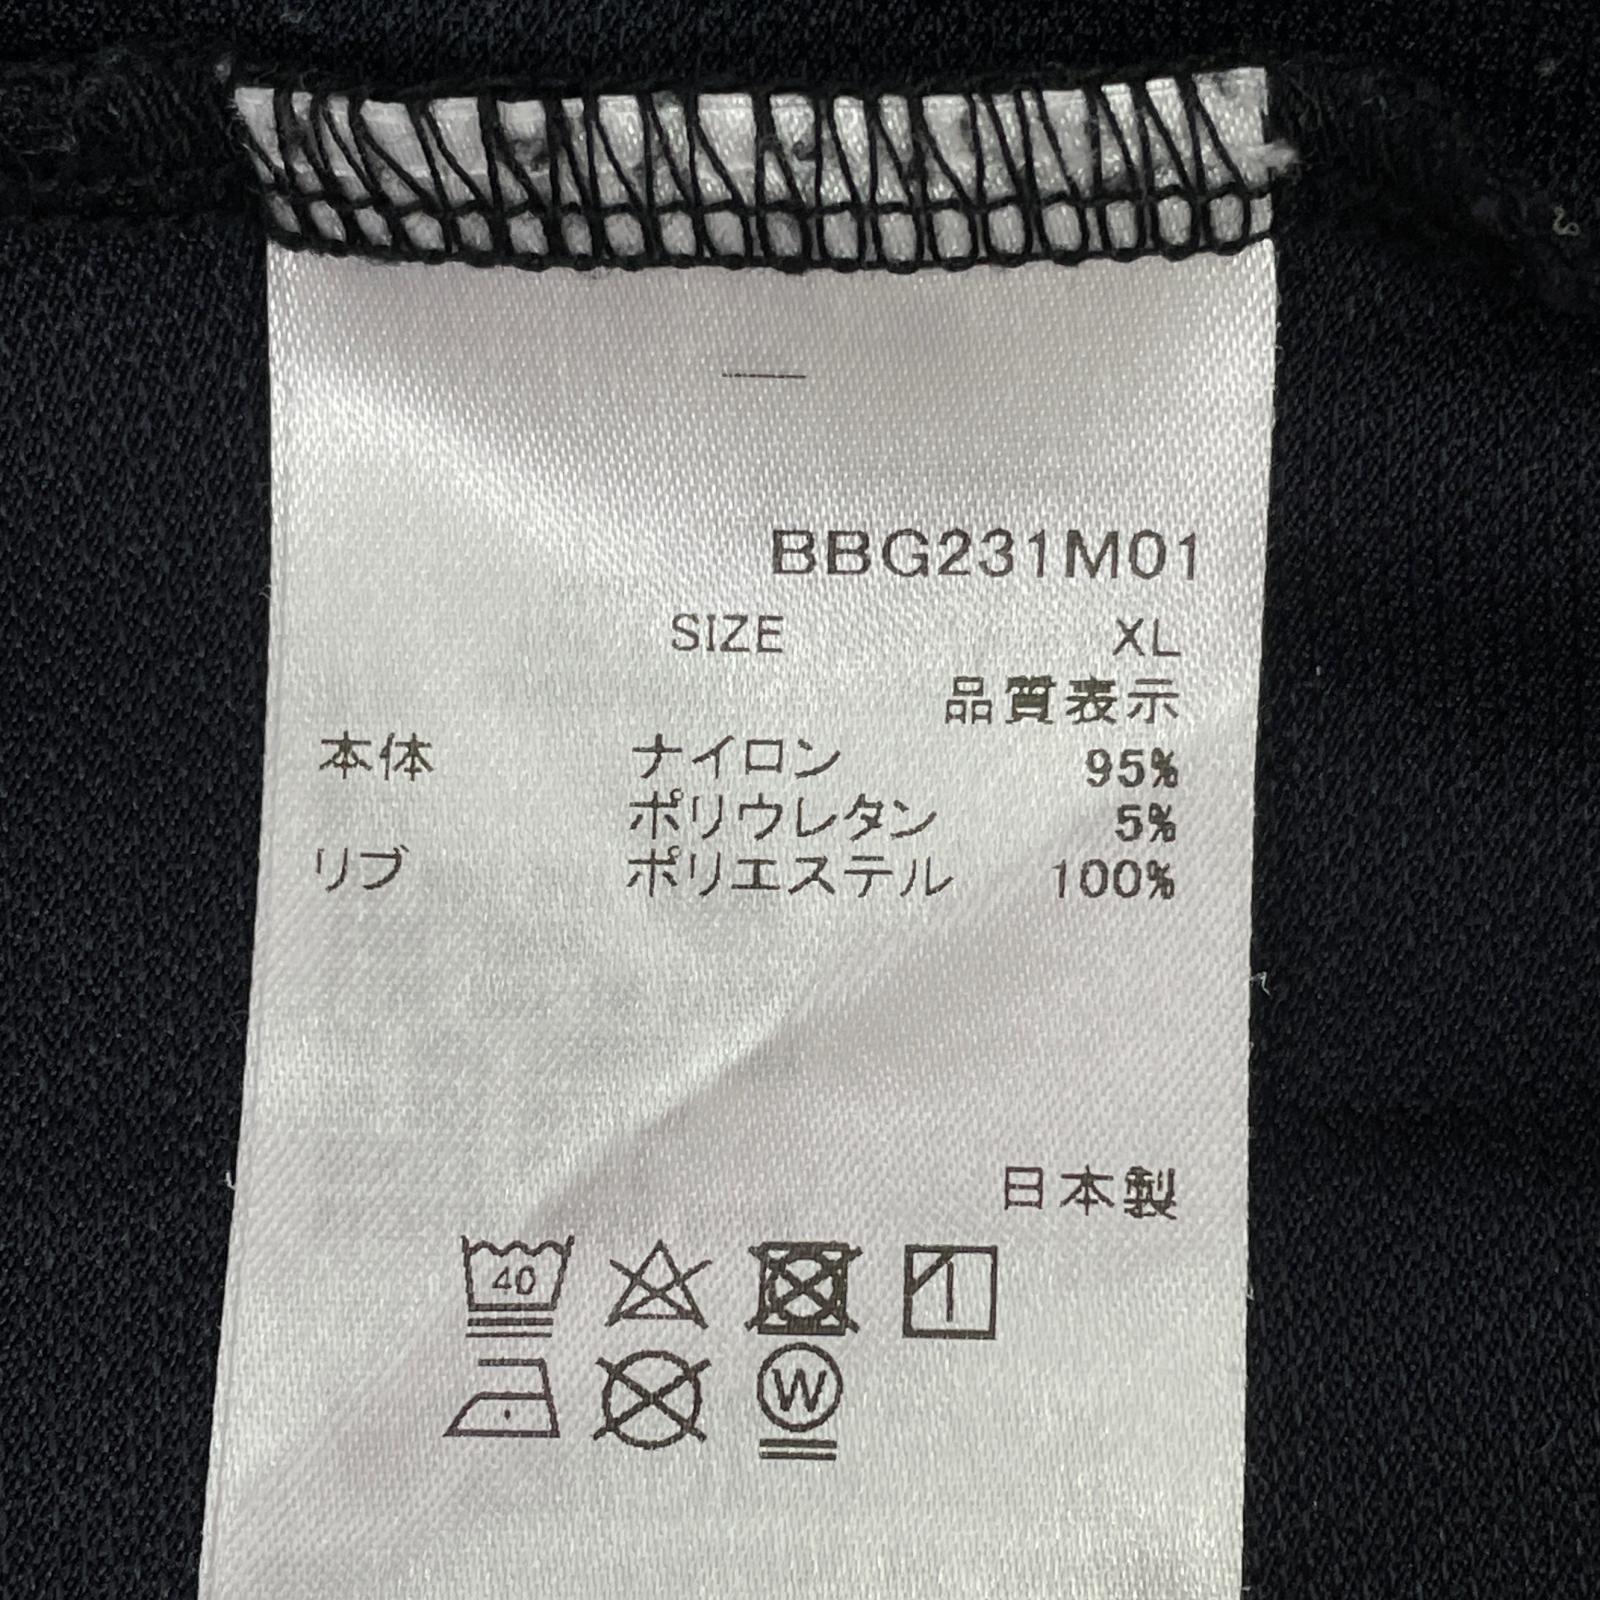 BBG231M01
SIZE XL
品質表示
本体 ナイロン 95%
ポリウレタン 5%
リブ ポリエステル 100%
日本製
40
W